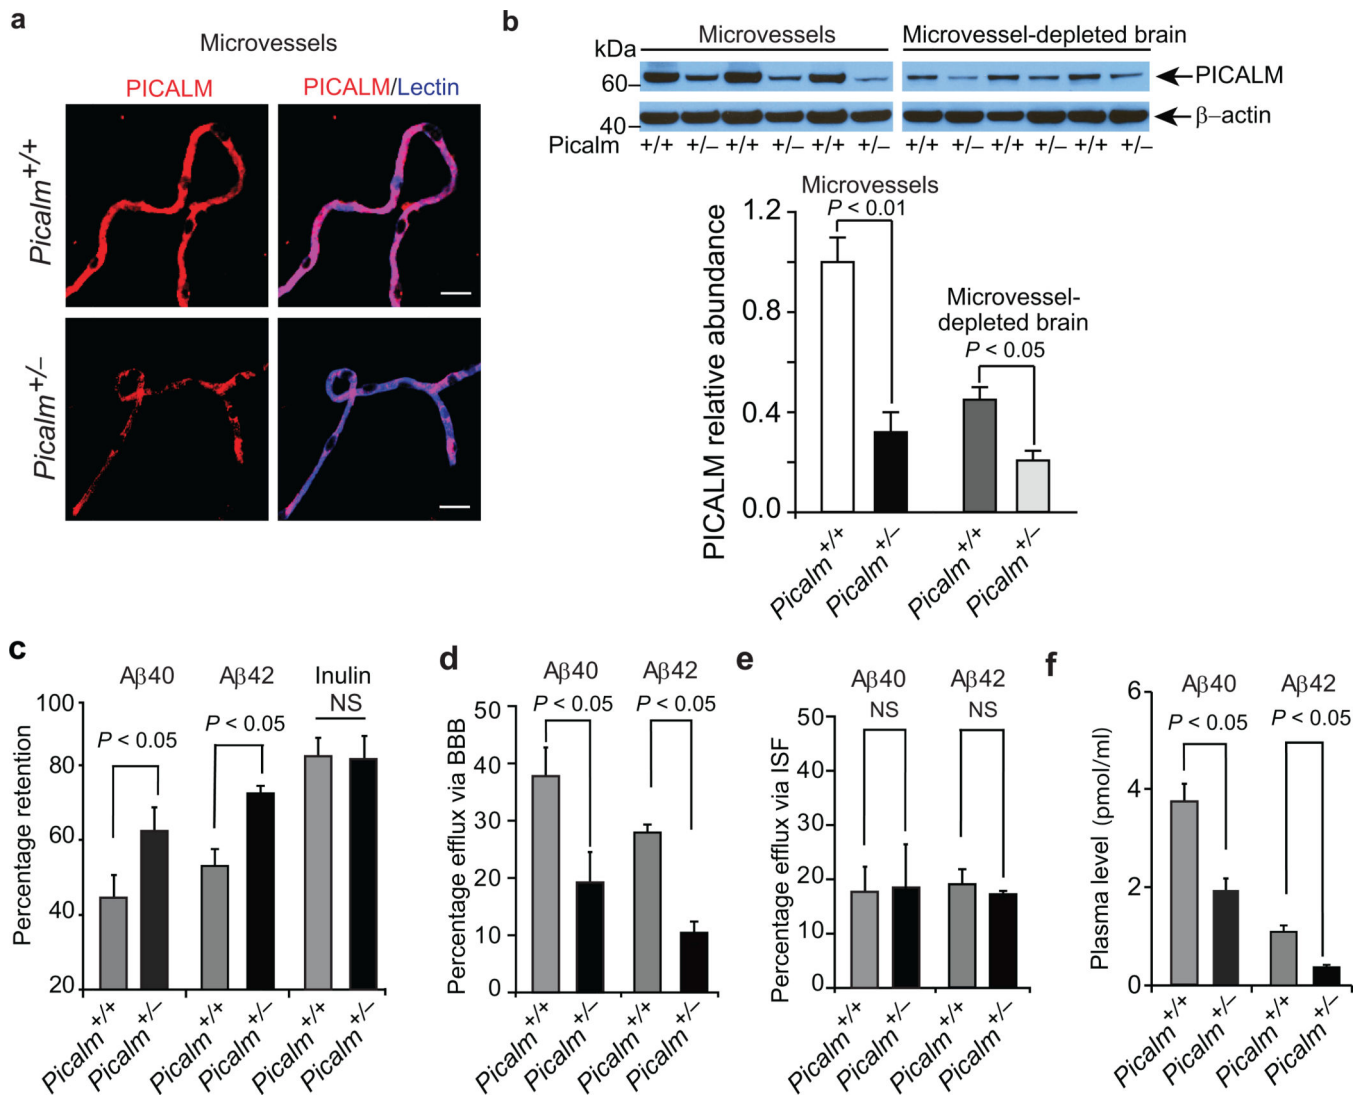 a
Microvessels
PICALM
PICALM/Lectin
Picalm+/+
Picalm+/–
b
kDa
Microvessels
Microvessel-depleted brain
60
PICALM
40
β–actin
Picalm +/+ +/– +/+ +/– +/+ +/– +/+ +/– +/+ +/– +/+ +/–
Microvessels
P < 0.01
PICALM relative abundance
1.2
0.8
0.4
0.0
Microvessel-
depleted brain
P < 0.05
Picalm +/+
Picalm +/–
Picalm +/+
Picalm +/–
c
Aβ40
Aβ42
Inulin
NS
P < 0.05
P < 0.05
Percentage retention
100
80
60
40
20
Picalm +/+
Picalm +/–
Picalm +/+
Picalm +/–
Picalm +/+
Picalm +/–
d
Aβ40
Aβ42
P < 0.05
P < 0.05
Percentage efflux via BBB
50
40
30
20
10
0
Picalm +/+
Picalm +/–
Picalm +/+
Picalm +/–
e
Aβ40
Aβ42
NS
NS
Percentage efflux via ISF
50
40
30
20
10
0
Picalm +/+
Picalm +/–
Picalm +/+
Picalm +/–
f
Aβ40
Aβ42
P < 0.05
P < 0.05
Plasma level (pmol/ml)
6
4
2
0
Picalm +/+
Picalm +/–
Picalm +/+
Picalm +/–